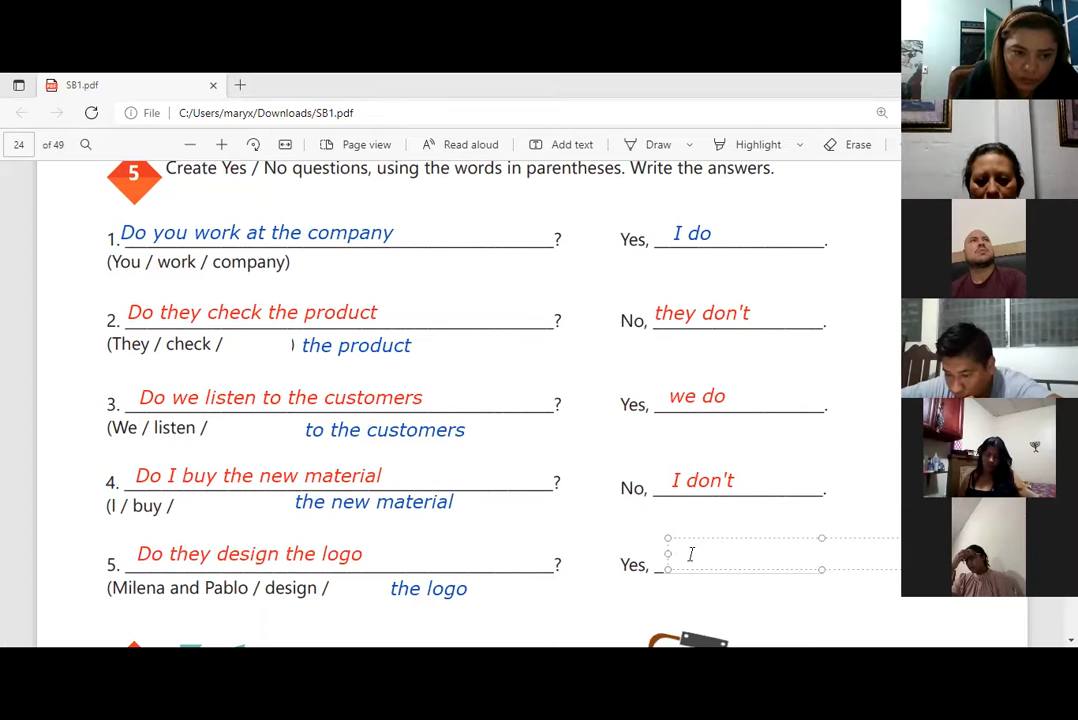 SB1.pdf
File C:/Users/maryx/Downloads/SB1.pdf
24 of 49 Page view Read aloud Add text Draw Highlight Erase
5 Create Yes / No questions, using the words in parentheses. Write the answers.
1. Do you work at the company ? Yes, I do.
(You / work / company)
2. Do they check the product ? No, they don't.
(They / check / ) the product
3. Do we listen to the customers ? Yes, we do.
(We / listen / to the customers
4. Do I buy the new material ? No, I don't.
(I / buy / the new material
5. Do they design the logo ? Yes, _
(Milena and Pablo / design / the logo